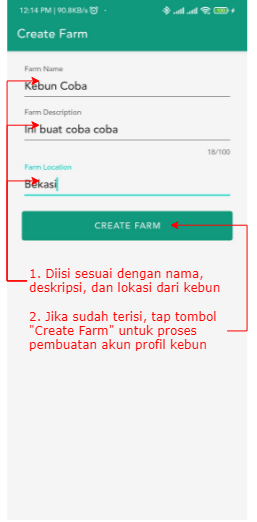 12:14 PM | 90.8KB/s
Create Farm
Farm Name
Kebun Coba
Farm Description
Ini buat coba coba
18/100
Farm Location
Bekasi
CREATE FARM
1. Diisi sesuai dengan nama,
deskripsi, dan lokasi dari kebun
2. Jika sudah terisi, tap tombol
"Create Farm" untuk proses
pembuatan akun profil kebun